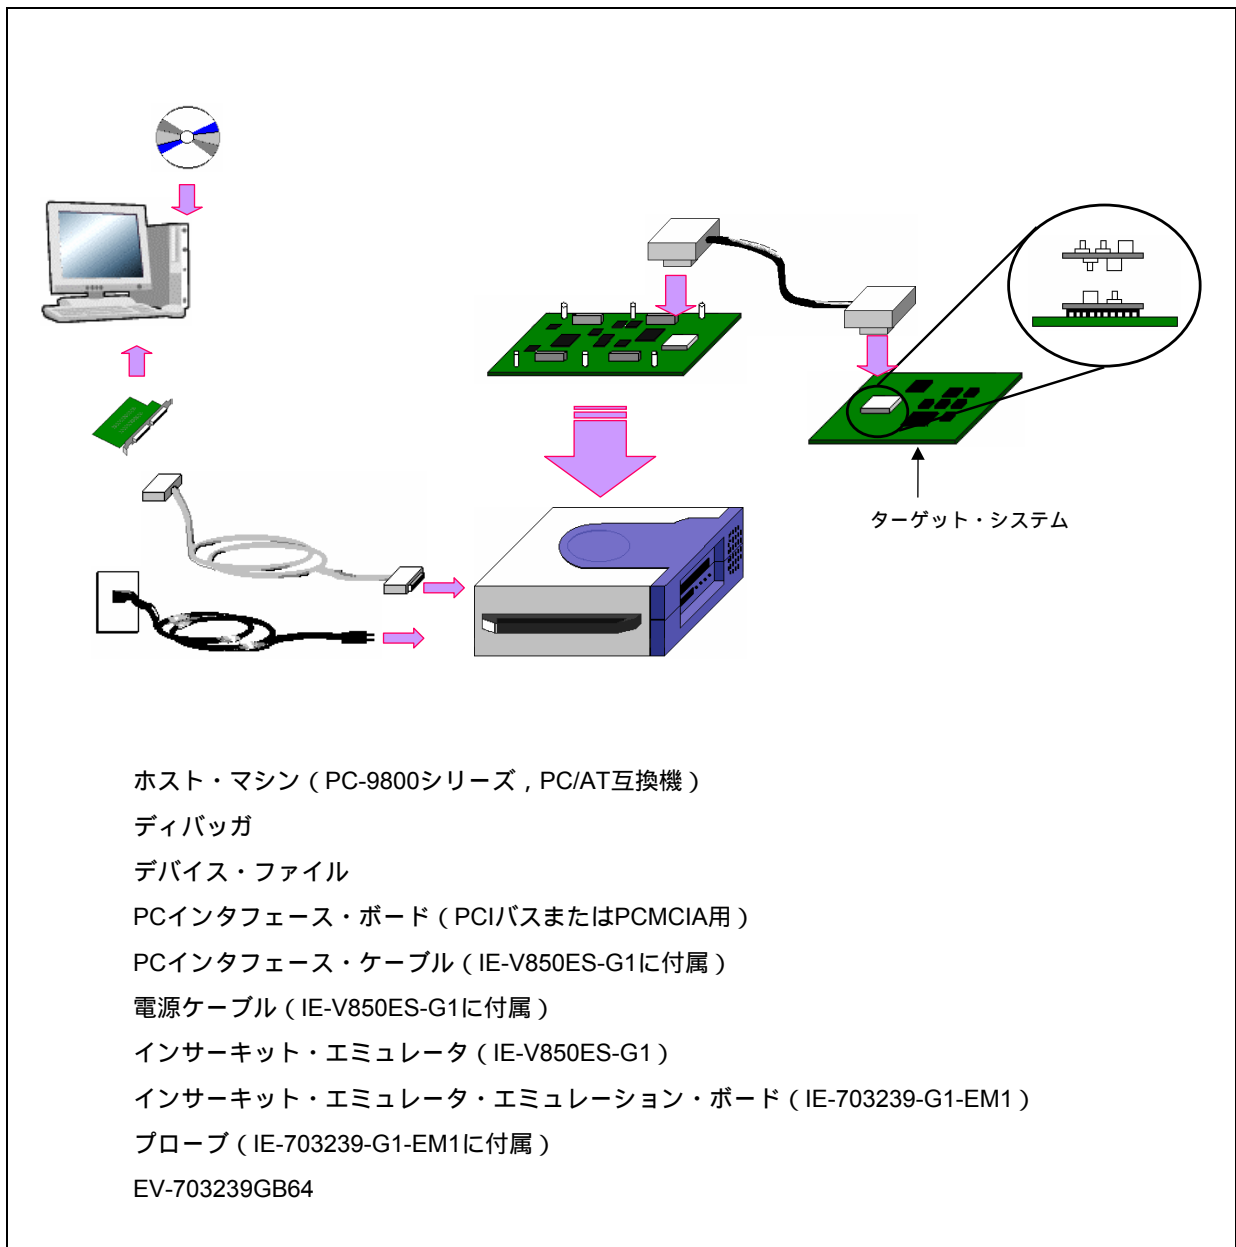 ターゲット・システム
ホスト・マシン（PC-9800シリーズ，PC/AT互換機）
ディバッガ
デバイス・ファイル
PCインタフェース・ボード（PCIバスまたはPCMCIA用）
PCインタフェース・ケーブル（IE-V850ES-G1に付属）
電源ケーブル（IE-V850ES-G1に付属）
インサーキット・エミュレータ（IE-V850ES-G1）
インサーキット・エミュレータ・エミュレーション・ボード（IE-703239-G1-EM1）
プローブ（IE-703239-G1-EM1に付属）
EV-703239GB64